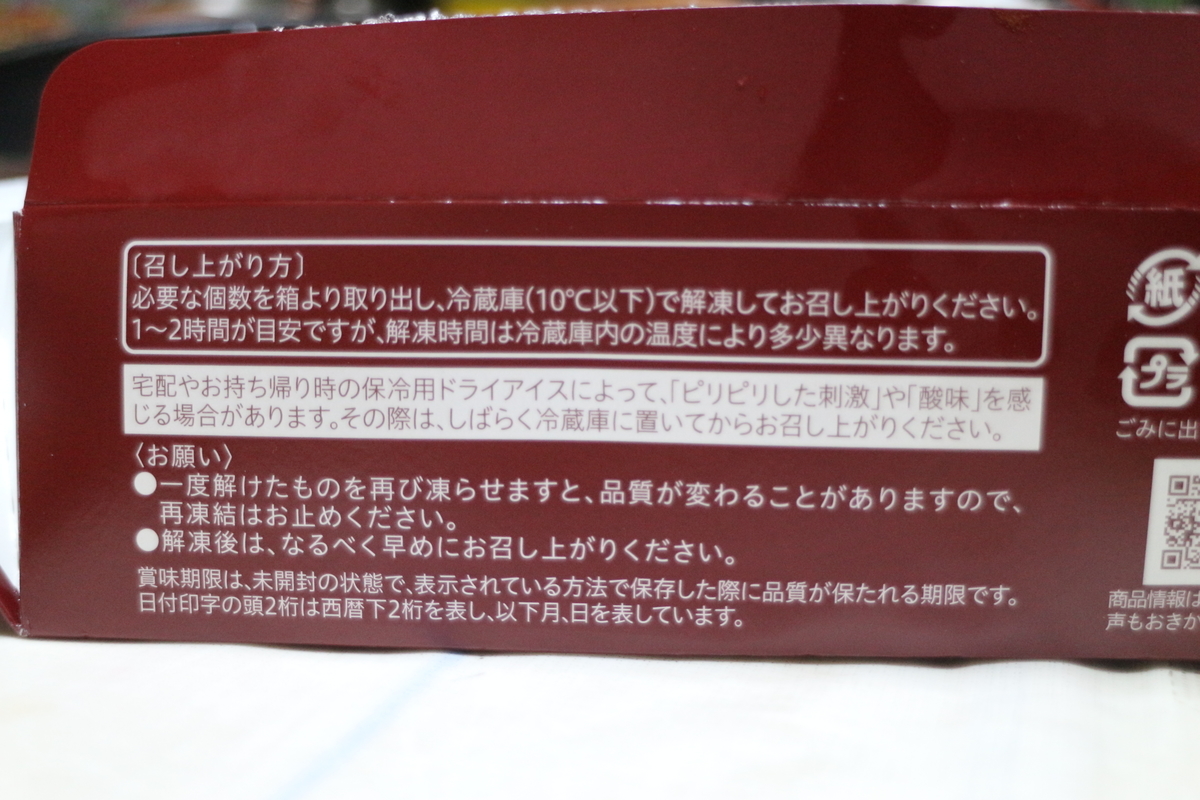 〔召し上がり方〕
必要な個数を箱より取り出し、冷蔵庫(10℃以下)で解凍してお召し上がりください。
1〜2時間が目安ですが、解凍時間は冷蔵庫内の温度により多少異なります。
宅配やお持ち帰り時の保冷用ドライアイスによって、「ピリピリした刺激」や「酸味」を感
じる場合があります。その際は、しばらく冷蔵庫に置いてからお召し上がりください。
〈お願い〉
●一度解けたものを再び凍らせますと、品質が変わることがありますので、
再凍結はお止めください。
●解凍後は、なるべく早めにお召し上がりください。
賞味期限は、未開封の状態で、表示されている方法で保存した際に品質が保たれる期限です。
日付印字の頭2桁は西暦下2桁を表し、以下月、日を表しています。
紙
プラ
ごみに出
商品情報は
声もおきか